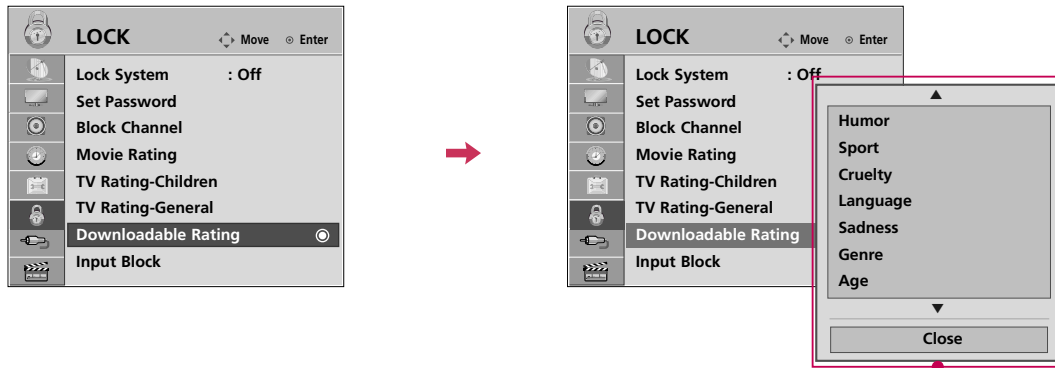 LOCK Move Enter
Lock System : Off
Set Password
Block Channel
Movie Rating
TV Rating-Children
TV Rating-General
Downloadable Rating
Input Block
LOCK Move Enter
Lock System : Off
Set Password
Block Channel
Movie Rating
TV Rating-Children
TV Rating-General
Downloadable Rating
Input Block
Humor
Sport
Cruelty
Language
Sadness
Genre
Age
Close